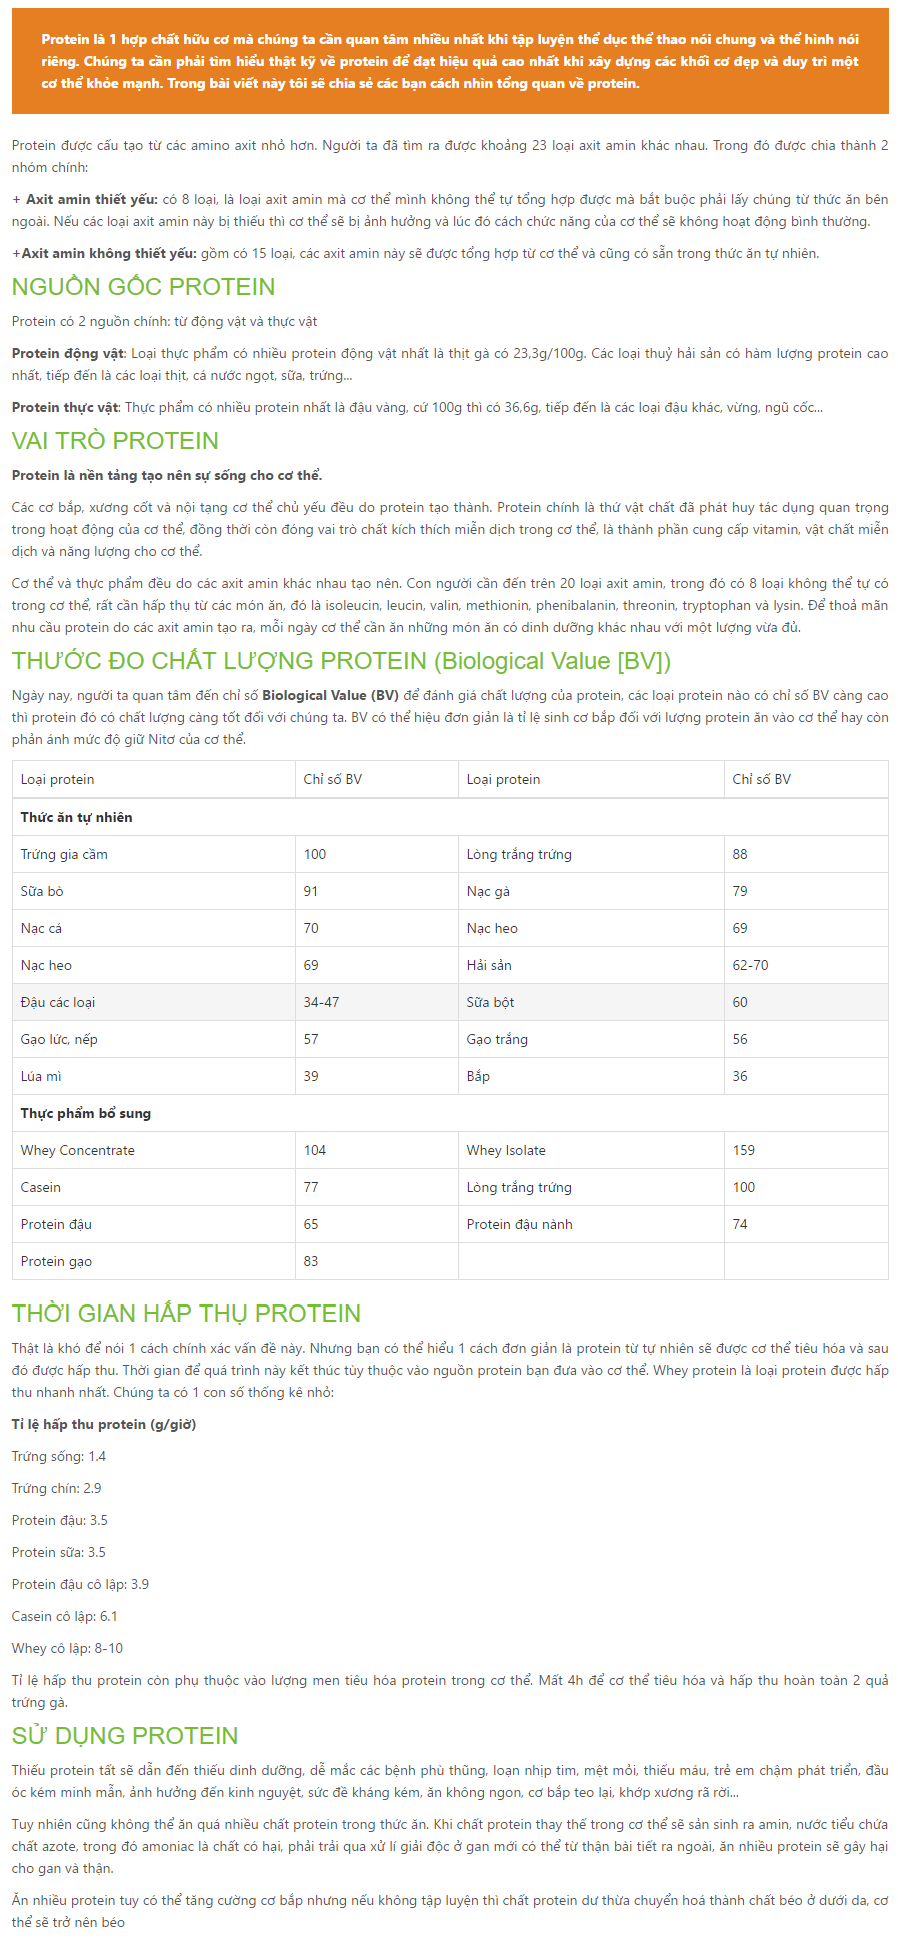 Protein là 1 hợp chất hữu cơ mà chúng ta cần quan tâm nhiều nhất khi tập luyện thể dục thể thao nói chung và thể hình nói
riêng. Chúng ta cần phải tìm hiểu thật kỹ về protein để đạt hiệu quả cao nhất khi xây dựng các khối cơ đẹp và duy trì một
cơ thể khỏe mạnh. Trong bài viết này tôi sẽ chia sẻ các bạn cách nhìn tổng quan về protein.
Protein được cấu tạo từ các amino axit nhỏ hơn. Người ta đã tìm ra được khoảng 23 loại axit amin khác nhau. Trong đó được chia thành 2
nhóm chính:
+ Axit amin thiết yếu: có 8 loại, là loại axit amin mà cơ thể mình không thể tự tổng hợp được mà bắt buộc phải lấy chúng từ thức ăn bên
ngoài. Nếu các loại axit amin này bị thiếu thì cơ thể sẽ bị ảnh hưởng và lúc đó cách chức năng của cơ thể sẽ không hoạt động bình thường.
+Axit amin không thiết yếu: gồm có 15 loại, các axit amin này sẽ được tổng hợp từ cơ thể và cũng có sẵn trong thức ăn tự nhiên.
NGUỒN GỐC PROTEIN
Protein có 2 nguồn chính: từ động vật và thực vật
Protein động vật: Loại thực phẩm có nhiều protein động vật nhất là thịt gà có 23,3g/100g. Các loại thuỷ hải sản có hàm lượng protein cao
nhất, tiếp đến là các loại thịt, cá nước ngọt, sữa, trứng...
Protein thực vật: Thực phẩm có nhiều protein nhất là đậu vàng, cứ 100g thì có 36,6g, tiếp đến là các loại đậu khác, vừng, ngũ cốc...
VAI TRÒ PROTEIN
Protein là nền tảng tạo nên sự sống cho cơ thể.
Các cơ bắp, xương cốt và nội tạng cơ thể chủ yếu đều do protein tạo thành. Protein chính là thứ vật chất đã phát huy tác dụng quan trọng
trong hoạt động của cơ thể, đồng thời còn đóng vai trò chất kích thích miễn dịch trong cơ thể, là thành phần cung cấp vitamin, vật chất miễn
dịch và năng lượng cho cơ thể.
Cơ thể và thực phẩm đều do các axit amin khác nhau tạo nên. Con người cần đến trên 20 loại axit amin, trong đó có 8 loại không thể tự có
trong cơ thể, rất cần hấp thụ từ các món ăn, đó là isoleucin, leucin, valin, methionin, phenibalanin, threonin, tryptophan và lysin. Để thoả mãn
nhu cầu protein do các axit amin tạo ra, mỗi ngày cơ thể cần ăn những món ăn có dinh dưỡng khác nhau với một lượng vừa đủ.
THƯỚC ĐO CHẤT LƯỢNG PROTEIN (Biological Value [BV])
Ngày nay, người ta quan tâm đến chỉ số Biological Value (BV) để đánh giá chất lượng của protein, các loại protein nào có chỉ số BV càng cao
thì protein đó có chất lượng càng tốt đối với chúng ta. BV có thể hiệu đơn giản là tỉ lệ sinh cơ bắp đối với lượng protein ăn vào cơ thể hay còn
phản ánh mức độ giữ Nitơ của cơ thể.
Loại protein Chỉ số BV Loại protein Chỉ số BV
Thức ăn tự nhiên
Trứng gia cầm 100 Lòng trắng trứng 88
Sữa bò 91 Nạc gà 79
Nạc cá 70 Nạc heo 69
Nạc heo 69 Hải sản 62-70
Đậu các loại 34-47 Sữa bột 60
Gạo lức, nếp 57 Gạo trắng 56
Lúa mì 39 Bắp 36
Thực phẩm bổ sung
Whey Concentrate 104 Whey Isolate 159
Casein 77 Lòng trắng trứng 100
Protein đậu 65 Protein đậu nành 74
Protein gạo 83
THỜI GIAN HẤP THỤ PROTEIN
Thật là khó để nói 1 cách chính xác vấn đề này. Nhưng bạn có thể hiểu 1 cách đơn giản là protein từ tự nhiên sẽ được cơ thể tiêu hóa và sau
đó được hấp thu. Thời gian để quá trình này kết thúc tùy thuộc vào nguồn protein bạn đưa vào cơ thể. Whey protein là loại protein được hấp
thu nhanh nhất. Chúng ta có 1 con số thống kê nhỏ:
Tỉ lệ hấp thu protein (g/giờ)
Trứng sống: 1.4
Trứng chín: 2.9
Protein đậu: 3.5
Protein sữa: 3.5
Protein đậu cô lập: 3.9
Casein cô lập: 6.1
Whey cô lập: 8-10
Tỉ lệ hấp thu protein còn phụ thuộc vào lượng men tiêu hóa protein trong cơ thể. Mất 4h để cơ thể tiêu hóa và hấp thu hoàn toàn 2 quả
trứng gà.
SỬ DỤNG PROTEIN
Thiếu protein tất sẽ dẫn đến thiếu dinh dưỡng, dễ mắc các bệnh phù thũng, loạn nhịp tim, mệt mỏi, thiếu máu, trẻ em chậm phát triển, đầu
óc kém minh mẫn, ảnh hưởng đến kinh nguyệt, sức đề kháng kém, ăn không ngon, cơ bắp teo lại, khớp xương rã rời...
Tuy nhiên cũng không thể ăn quá nhiều chất protein trong thức ăn. Khi chất protein thay thế trong cơ thể sẽ sản sinh ra amin, nước tiểu chứa
chất azote, trong đó amoniac là chất có hại, phải trải qua xử lí giải độc ở gan mới có thể từ thận bài tiết ra ngoài, ăn nhiều protein sẽ gây hại
cho gan và thận.
Ăn nhiều protein tuy có thể tăng cường cơ bắp nhưng nếu không tập luyện thì chất protein dư thừa chuyển hoá thành chất béo ở dưới da, cơ
thể sẽ trở nên béo